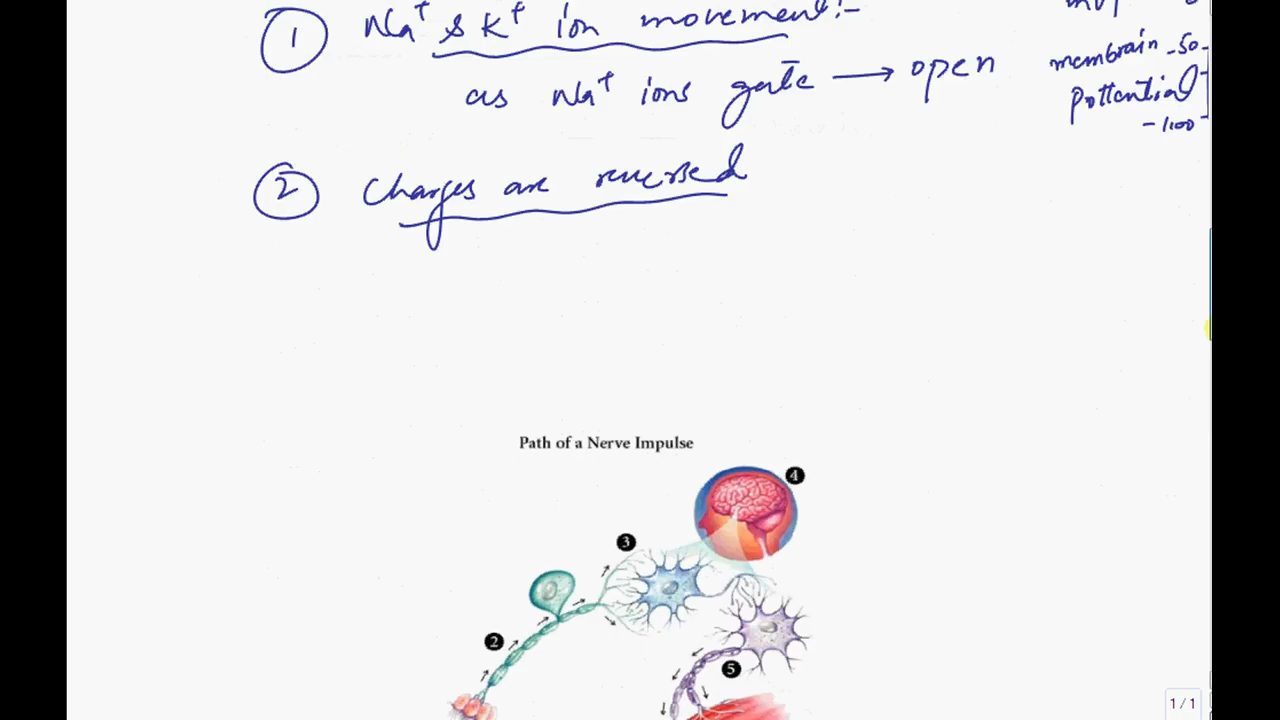 1 Na⁺ & K⁺ ion movement:-
as Na⁺ ions gate → open
membrain -50
pottential
-100
2 Charges are reversed
Path of a Nerve Impulse
4
3
2
5
1/1